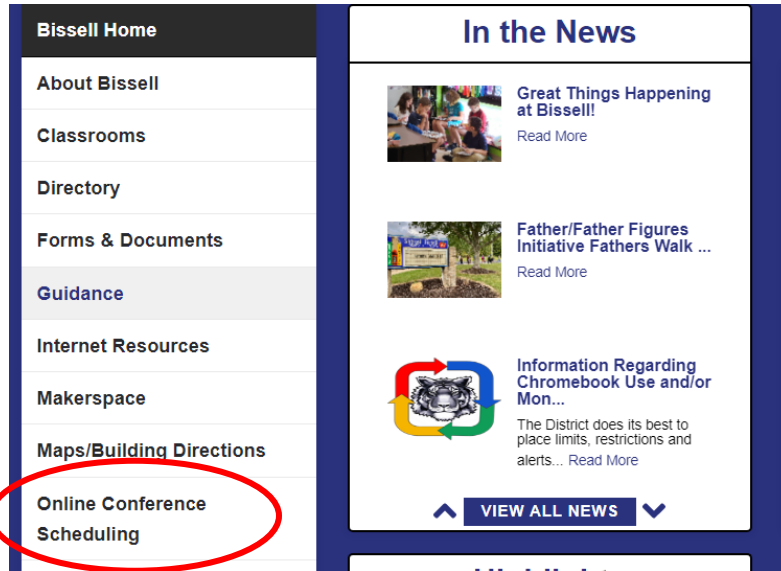 Bissell Home
About Bissell
Classrooms
Directory
Forms & Documents
Guidance
Internet Resources
Makerspace
Maps/Building Directions
Online Conference
Scheduling
In the News
Great Things Happening
at Bissell!
Read More
Father/Father Figures
Initiative Fathers Walk ...
Read More
Information Regarding
Chromebook Use and/or
Mon...
The District does its best to
place limits, restrictions and
alerts... Read More
VIEW ALL NEWS